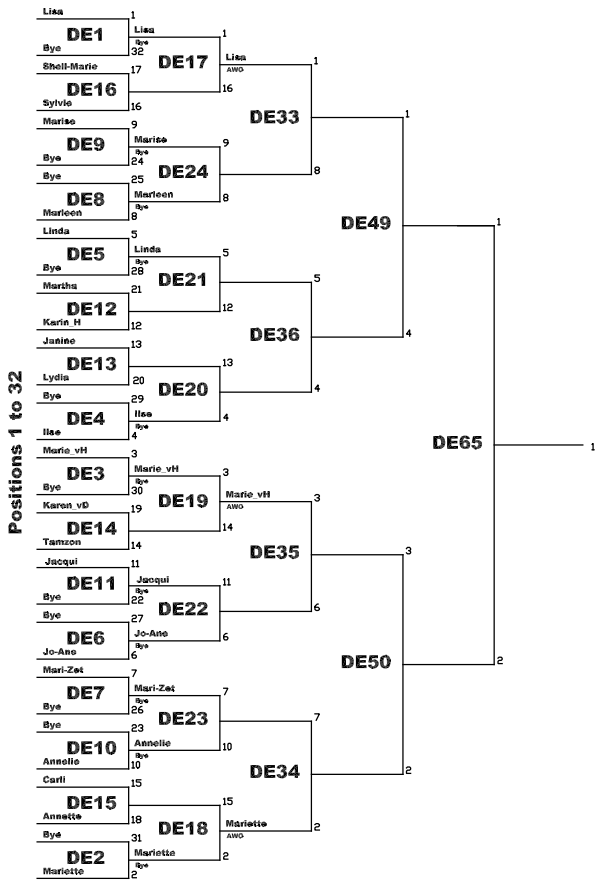 Positions 1 to 32
Lisa 1
DE1
Bye 32
Shell-Marie 17
DE16
Sylvie 16
Marise 9
DE9
Bye 24
Bye 25
DE8
Marleen 8
Linda 5
DE5
Bye 28
Martha 21
DE12
Karin_H 12
Janine 13
DE13
Lydia 20
Bye 29
DE4
Ilse 4
Marie_vH 3
DE3
Bye 30
Karen_vD 19
DE14
Tamzon 14
Jacqui 11
DE11
Bye 22
Bye 27
DE6
Jo-Ans 6
Mari-Zet 7
DE7
Bye 26
Bye 23
DE10
Annelie 10
Carli 15
DE15
Annette 18
Bye 31
DE2
Mariette 2
Lisa 1
Bye
DE17
16
Marise 9
Bye
DE24
Marleen 8
Bye
Linda 5
Bye
DE21
12
13
DE20
Ilse 4
Bye
Marie_vH 3
Bye
DE19
14
Jacqui 11
Bye
DE22
Jo-Ans 6
Bye
Mari-Zet 7
Bye
DE23
Annelie 10
Bye
15
DE18
Mariette 2
Bye
Lisa 1
AWG
DE33
8
5
DE36
4
Marie_vH 3
AWG
DE35
6
7
DE34
Mariette 2
AWG
1
DE49
4
3
DE50
2
1
DE65
2
1